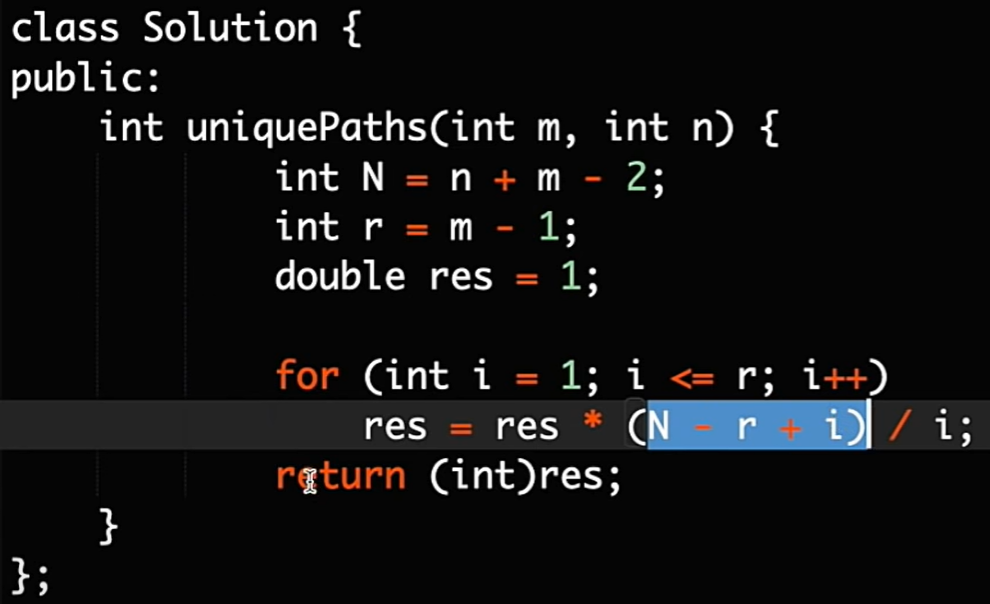 class Solution {
public:
    int uniquePaths(int m, int n) {
            int N = n + m - 2;
            int r = m - 1;
            double res = 1;

            for (int i = 1; i <= r; i++)
                res = res * (N - r + i) / i;
            return (int)res;
    }
};